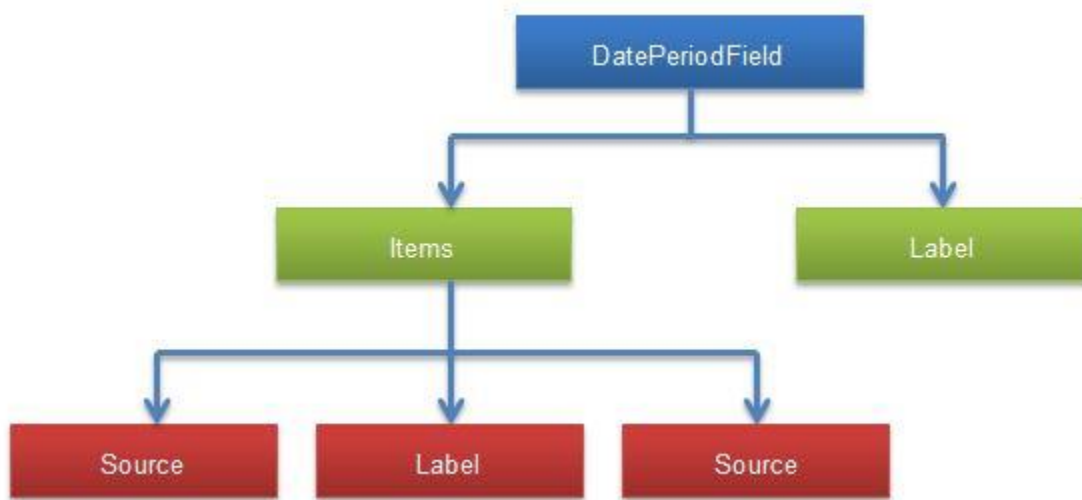 DatePeriodField
Items
Label
Source
Label
Source